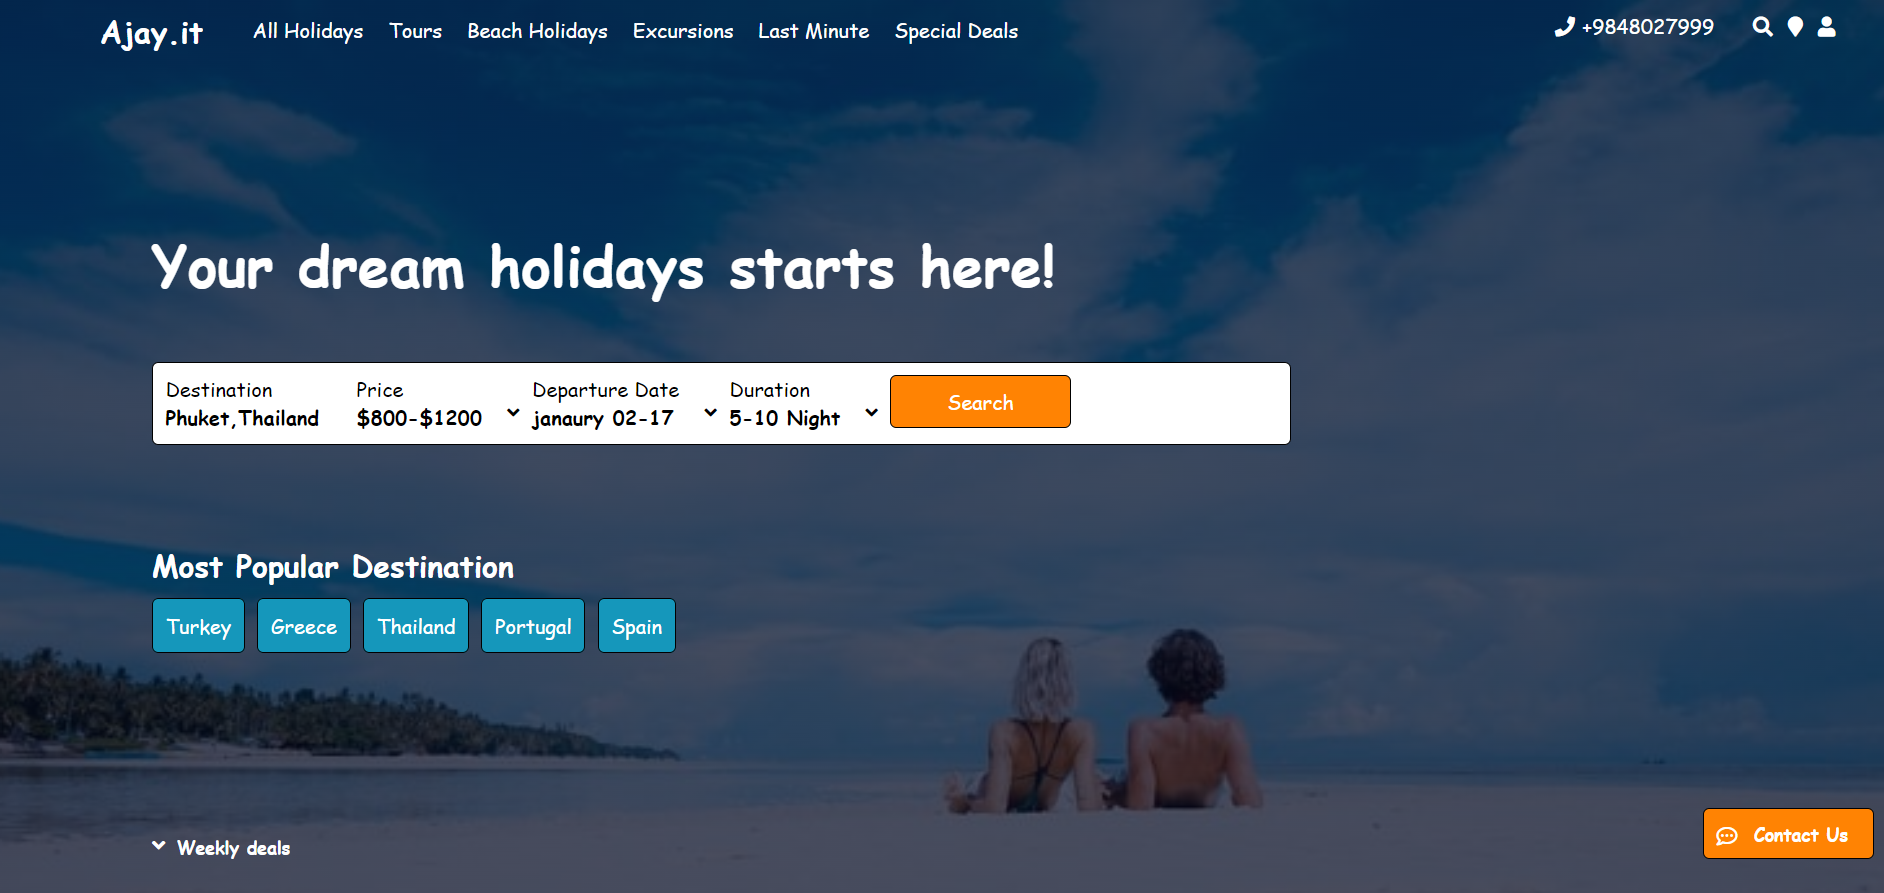 Ajay.it All Holidays Tours Beach Holidays Excursions Last Minute Special Deals +9848027999
Your dream holidays starts here!
Destination Price Departure Date Duration
Phuket,Thailand $800-$1200 janaury 02-17 5-10 Night Search
Most Popular Destination
Turkey Greece Thailand Portugal Spain
Weekly deals
Contact Us